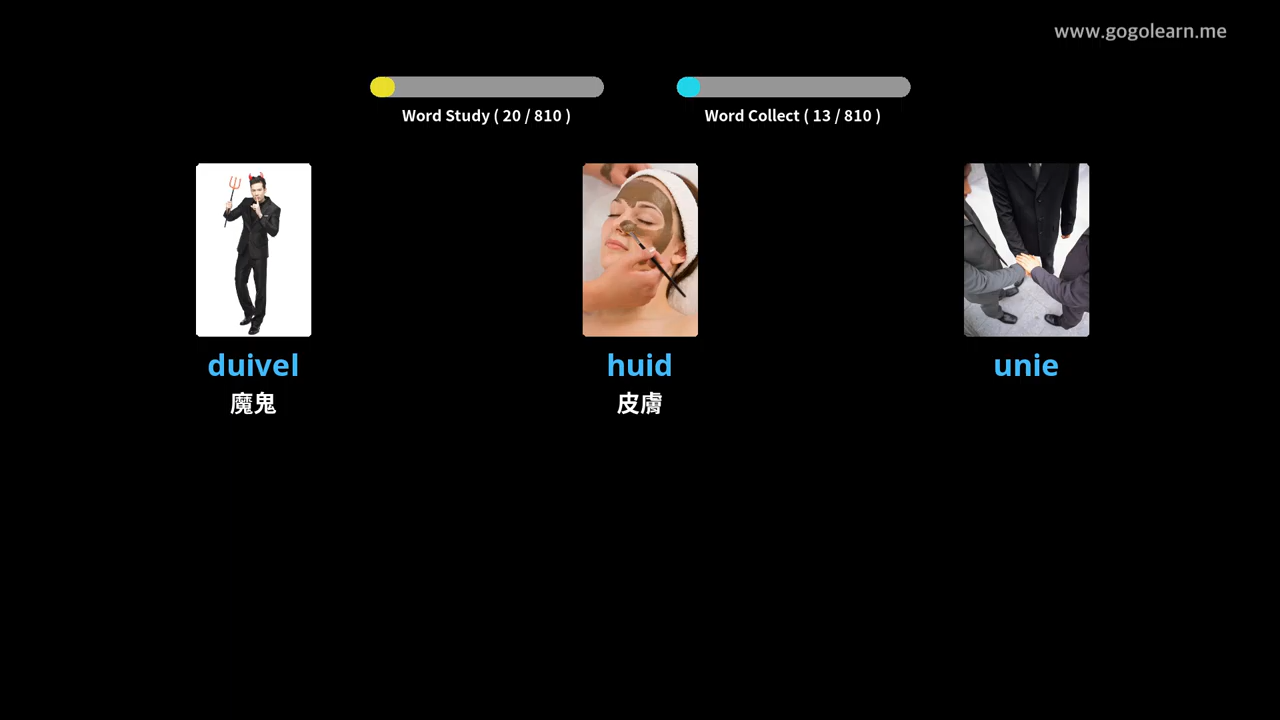 www.gogolearn.me
Word Study ( 20 / 810 )
Word Collect ( 13 / 810 )
duivel
魔鬼
huid
皮膚
unie